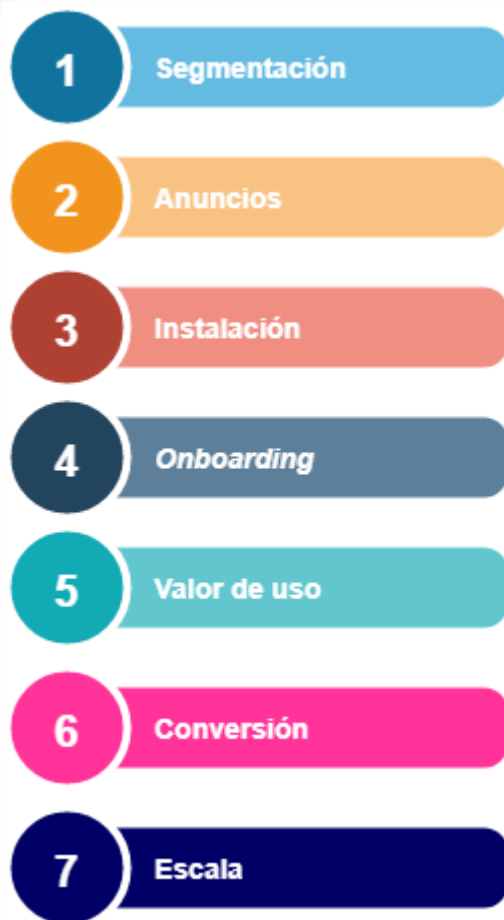 1 Segmentación
2 Anuncios
3 Instalación
4 Onboarding
5 Valor de uso
6 Conversión
7 Escala